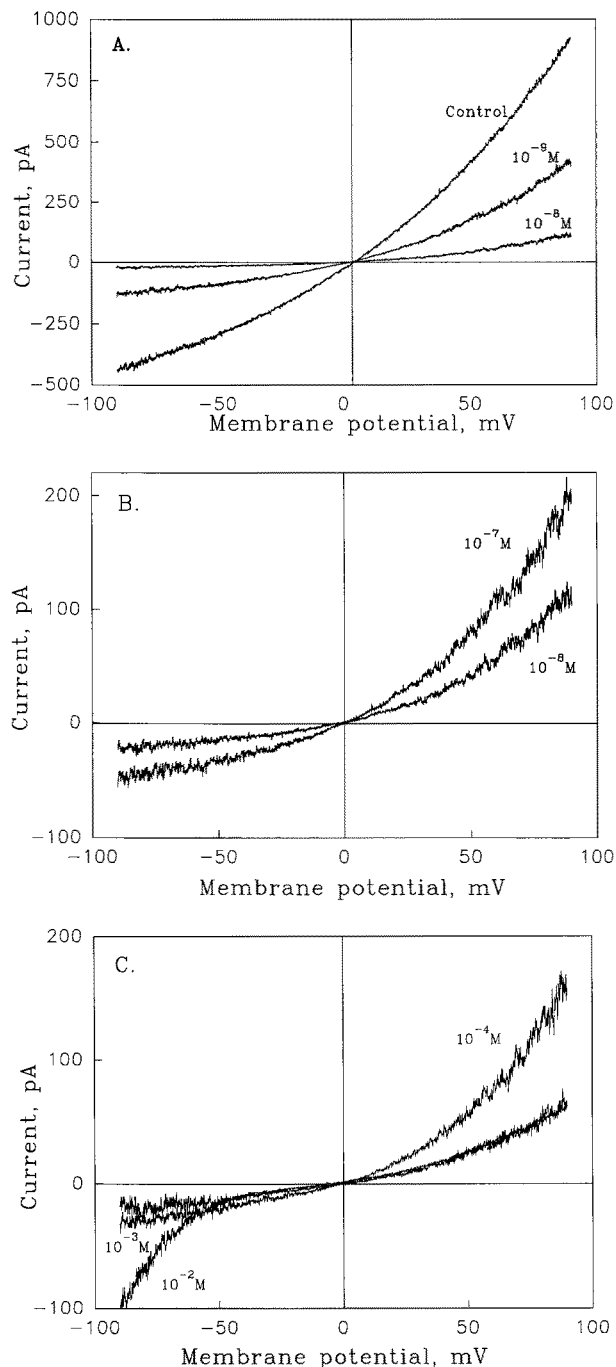 A.
1000
750
500
250
0
−250
−500
Current, pA
Control
10⁻⁹M
10⁻⁸M
−100
−50
0
50
100
Membrane potential, mV
B.
200
100
0
−100
Current, pA
10⁻⁷M
10⁻⁸M
−100
−50
0
50
100
Membrane potential, mV
C.
200
100
0
−100
Current, pA
10⁻⁴M
10⁻³M
10⁻²M
−100
−50
0
50
100
Membrane potential, mV